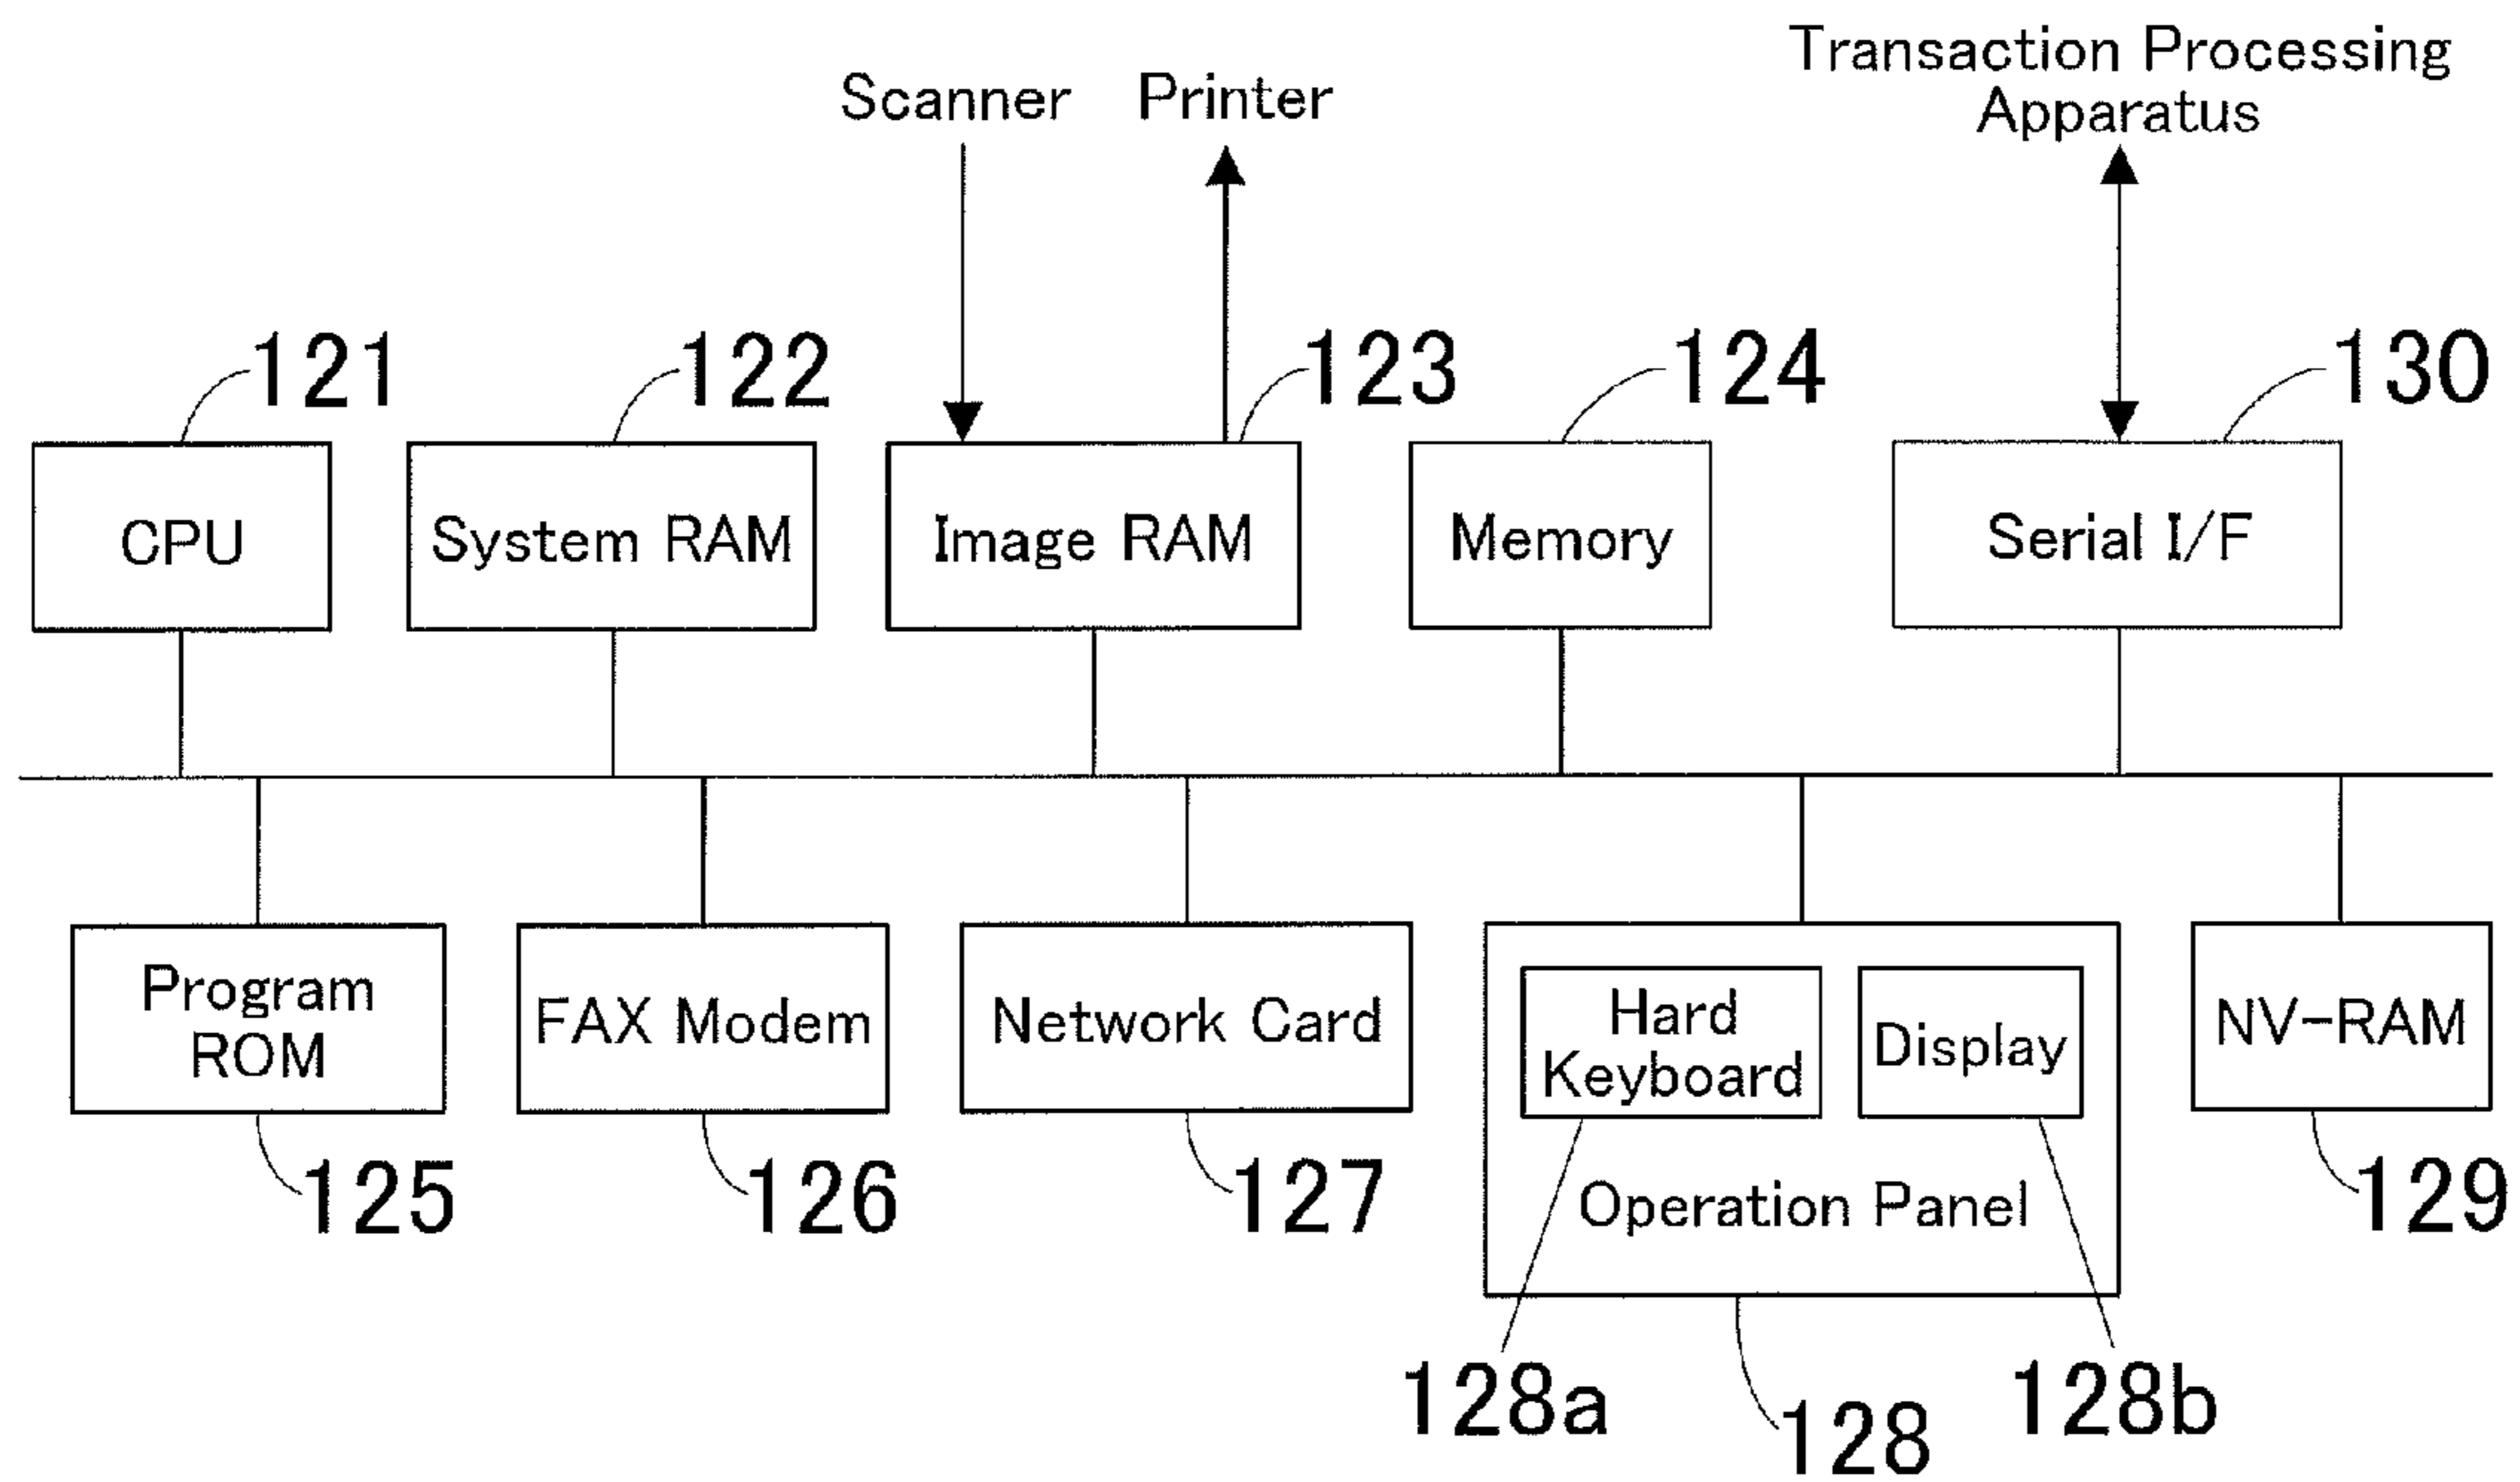 Transaction Processing
Apparatus
Scanner
Printer
121
122
123
124
130
CPU
System RAM
Image RAM
Memory
Serial I/F
Program
ROM
FAX Modem
Network Card
Hard
Keyboard
Display
NV-RAM
Operation Panel
125
126
127
129
128a
128b
128